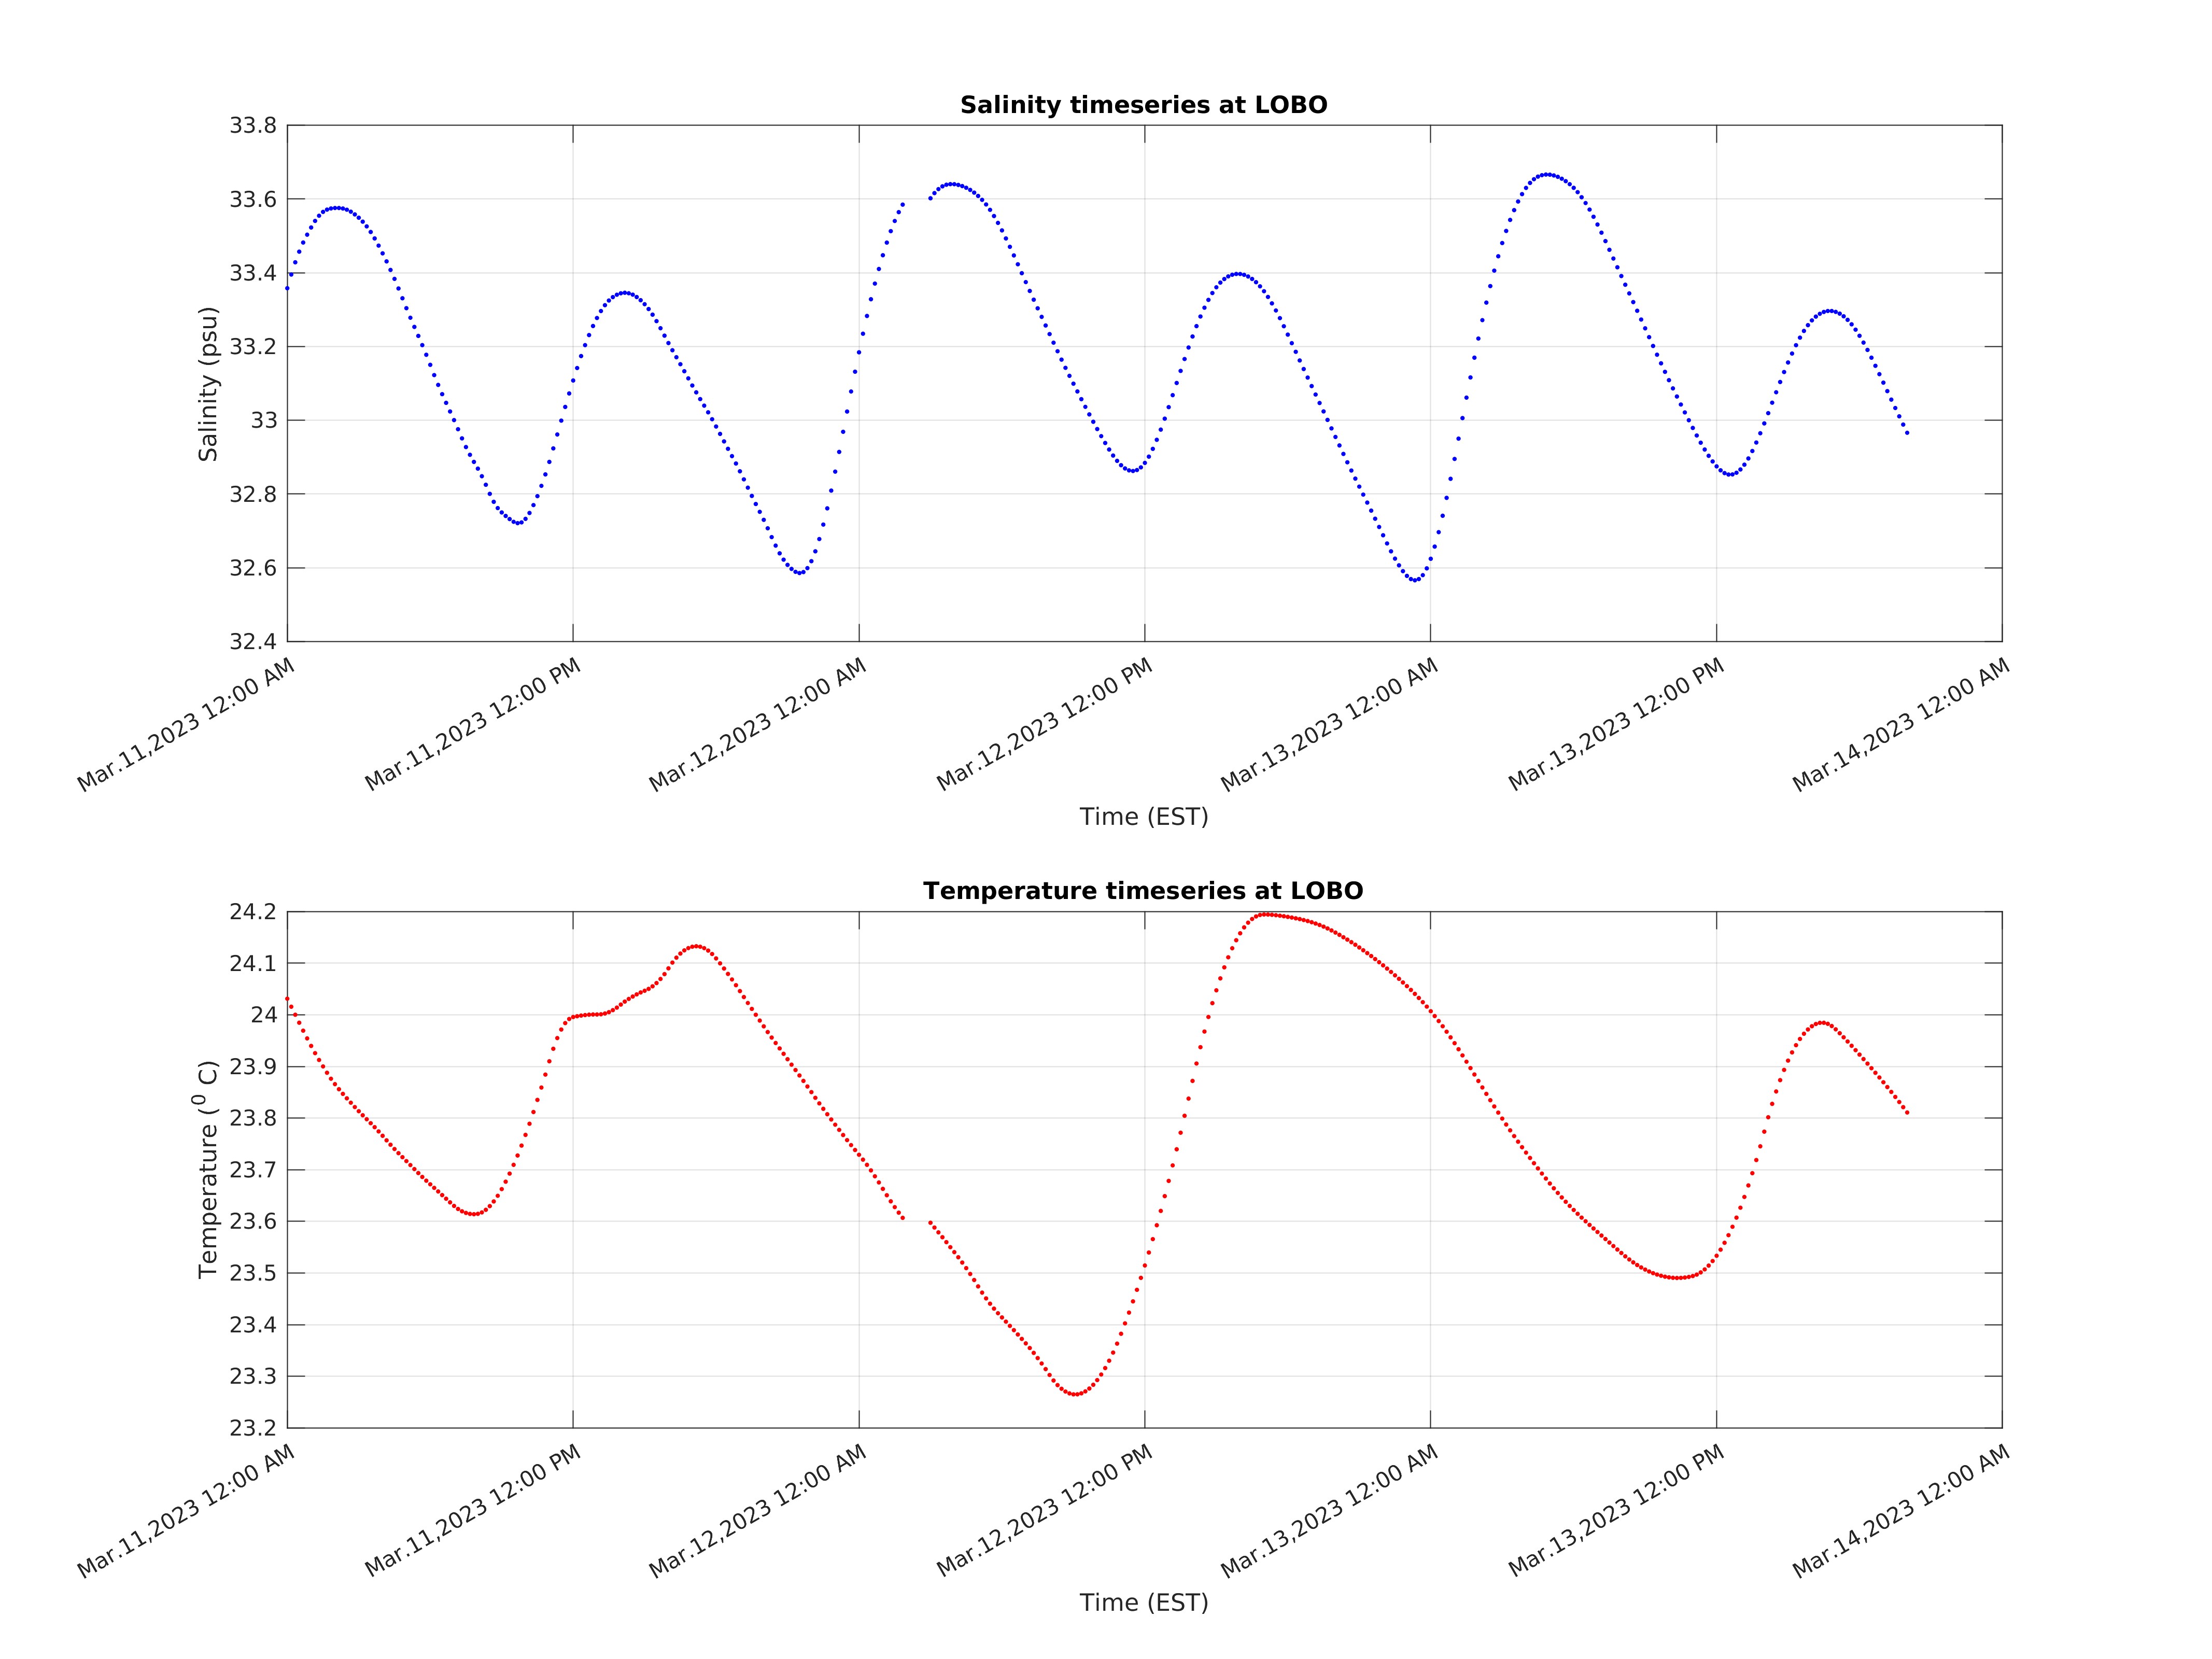 Salinity timeseries at LOBO
33.8
33.6
33.4
33.2
33
32.8
32.6
32.4
Salinity (psu)
Mar.11,2023 12:00 AM
Mar.11,2023 12:00 PM
Mar.12,2023 12:00 AM
Mar.12,2023 12:00 PM
Mar.13,2023 12:00 AM
Mar.13,2023 12:00 PM
Mar.14,2023 12:00 AM
Time (EST)
Temperature timeseries at LOBO
24.2
24.1
24
23.9
23.8
23.7
23.6
23.5
23.4
23.3
23.2
Temperature (⁰ C)
Mar.11,2023 12:00 AM
Mar.11,2023 12:00 PM
Mar.12,2023 12:00 AM
Mar.12,2023 12:00 PM
Mar.13,2023 12:00 AM
Mar.13,2023 12:00 PM
Mar.14,2023 12:00 AM
Time (EST)